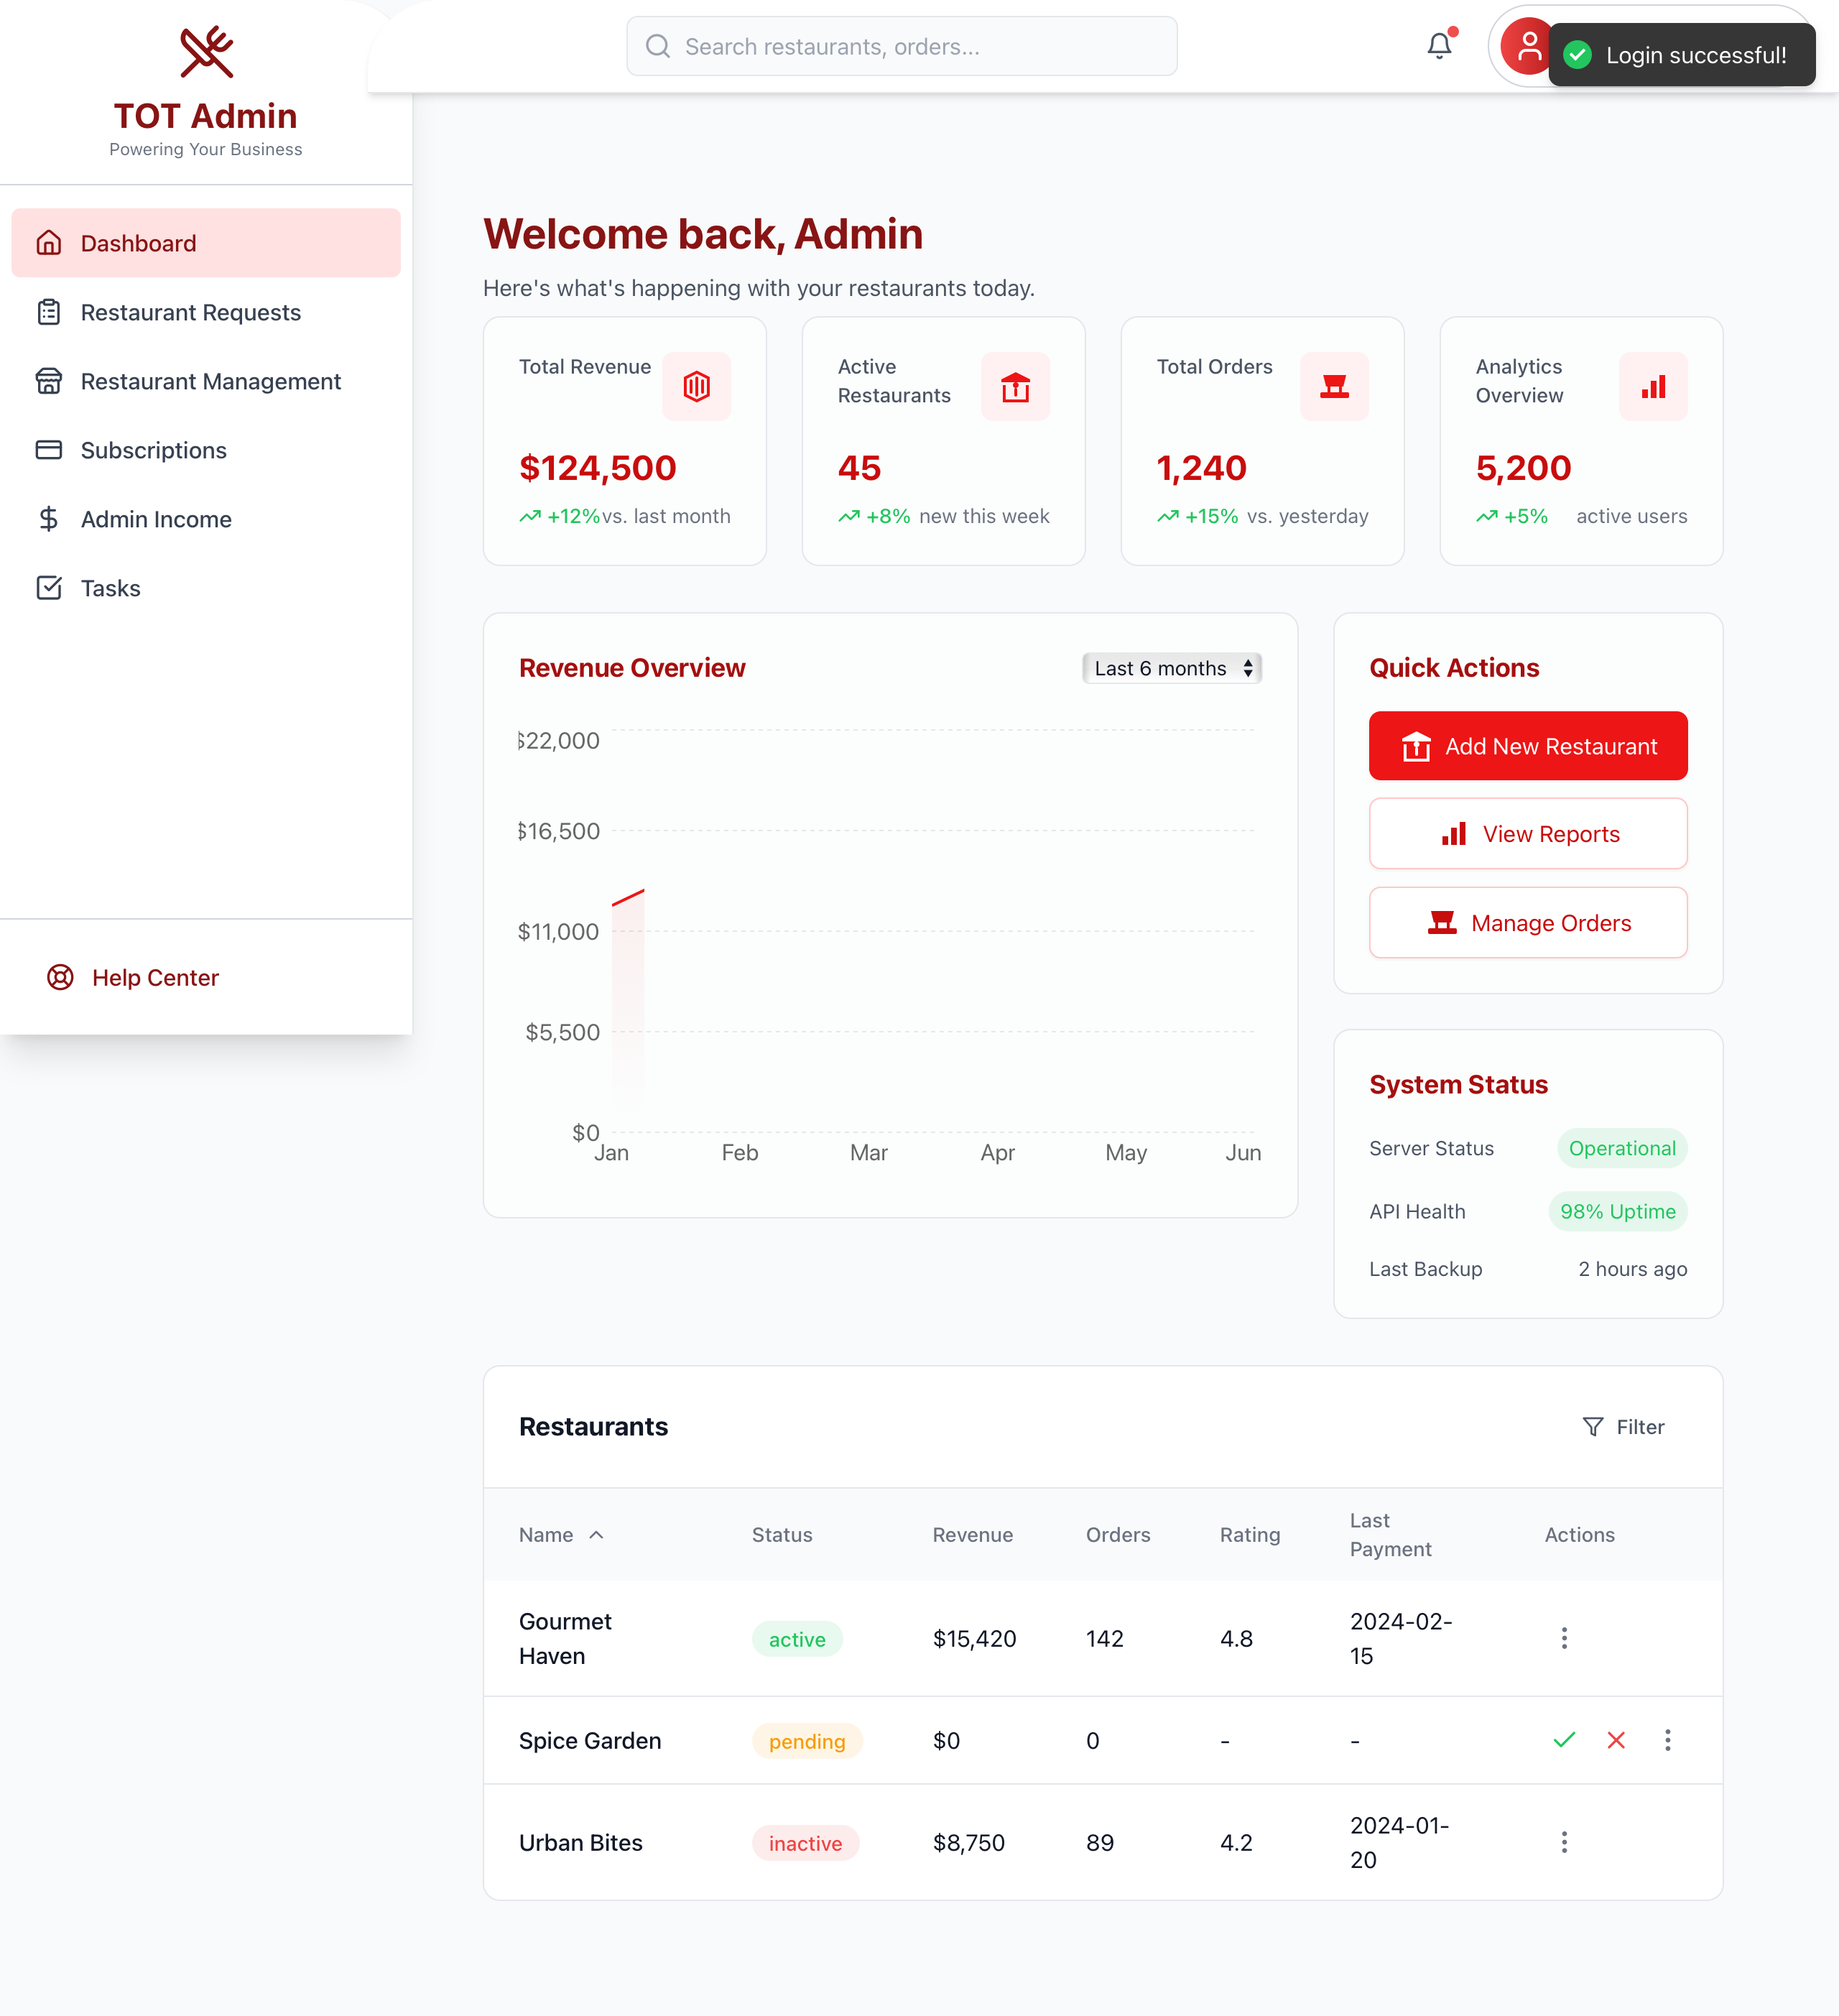 TOT Admin
Powering Your Business
Search restaurants, orders...
Login successful!
Dashboard
Restaurant Requests
Restaurant Management
Subscriptions
Admin Income
Tasks
Help Center
Welcome back, Admin
Here's what's happening with your restaurants today.
Total Revenue
$124,500
+12% vs. last month
Active
Restaurants
45
+8% new this week
Total Orders
1,240
+15% vs. yesterday
Analytics
Overview
5,200
+5% active users
Revenue Overview
Last 6 months
$22,000
$16,500
$11,000
$5,500
$0
Jan Feb Mar Apr May Jun
Quick Actions
Add New Restaurant
View Reports
Manage Orders
System Status
Server Status Operational
API Health 98% Uptime
Last Backup 2 hours ago
Restaurants
Filter
Name Status Revenue Orders Rating Last
Payment Actions
Gourmet
Haven active $15,420 142 4.8 2024-02-
15
Spice Garden pending $0 0 - -
Urban Bites inactive $8,750 89 4.2 2024-01-
20